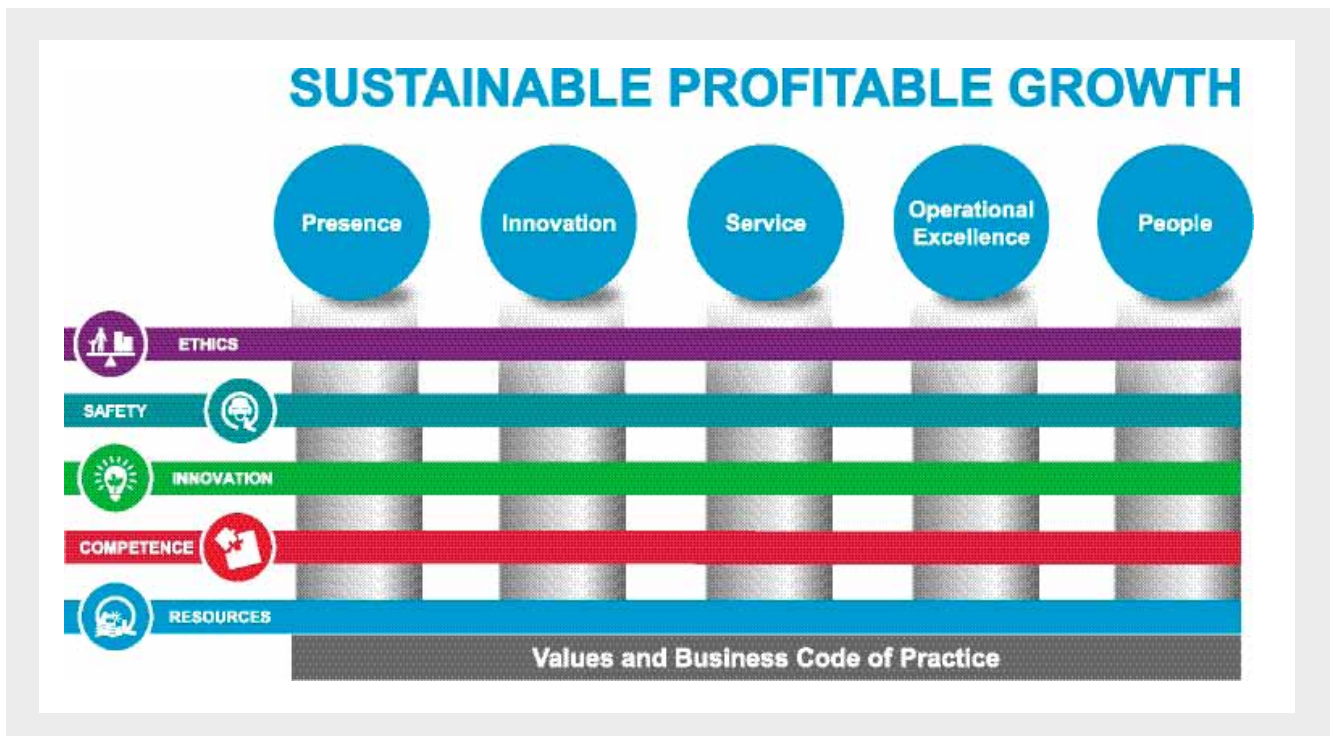 SUSTAINABLE PROFITABLE GROWTH
Presence
Innovation
Service
Operational
Excellence
People
ETHICS
SAFETY
INNOVATION
COMPETENCE
RESOURCES
Values and Business Code of Practice